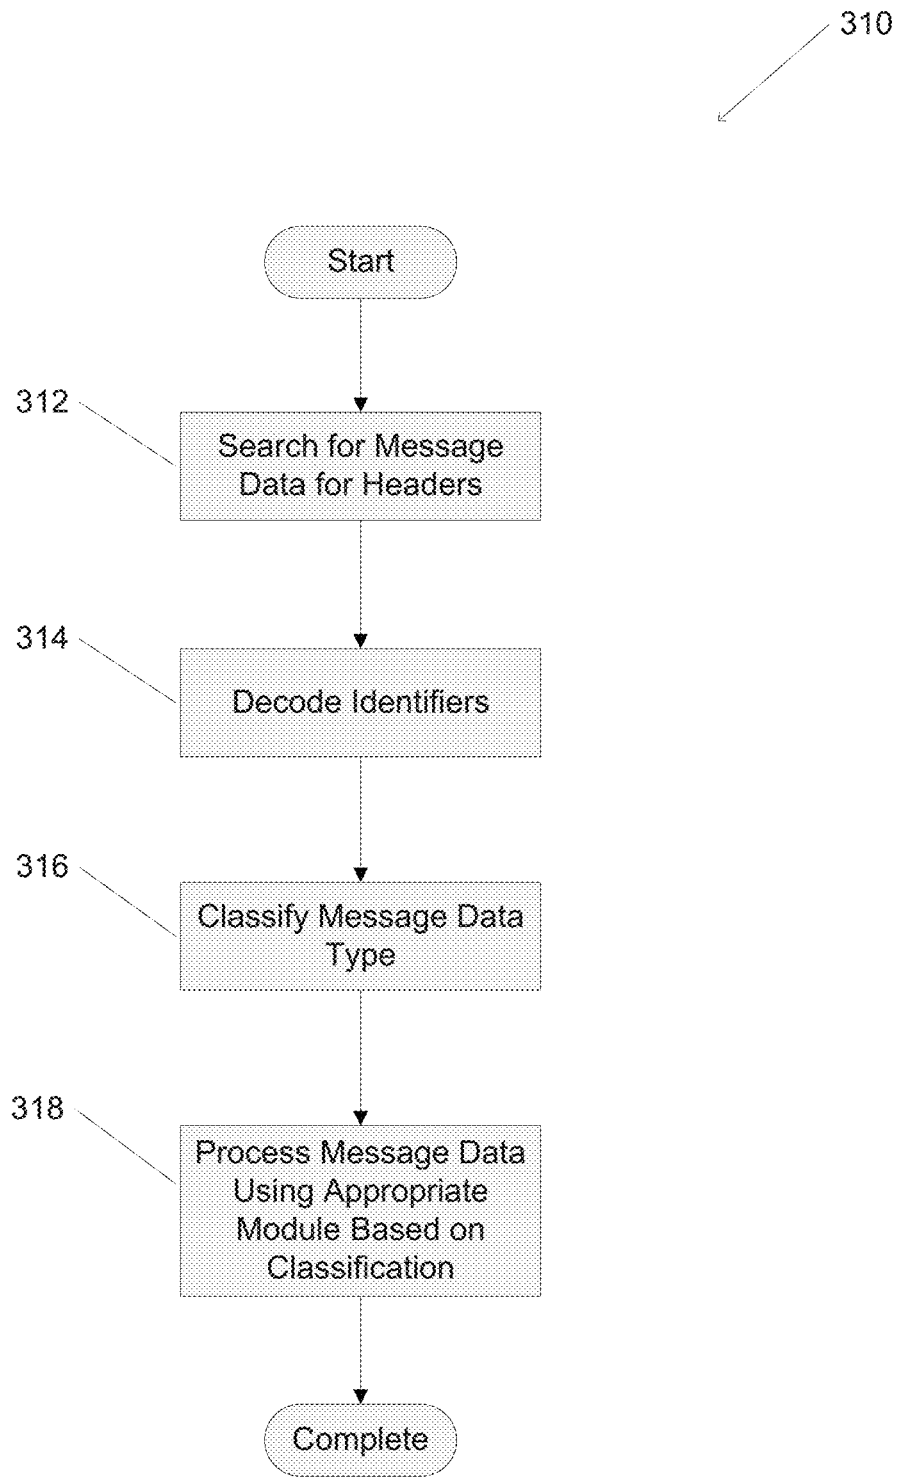 310
Start
312
Search for Message
Data for Headers
314
Decode Identifiers
316
Classify Message Data
Type
318
Process Message Data
Using Appropriate
Module Based on
Classification
Complete